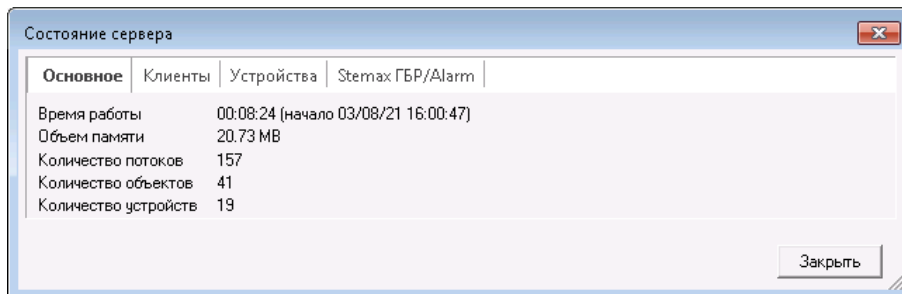 Состояние сервера
Основное Клиенты Устройства Stemax ГБР/Alarm
Время работы 00:08:24 (начало 03/08/21 16:00:47)
Объем памяти 20.73 MB
Количество потоков 157
Количество объектов 41
Количество устройств 19
Закрыть